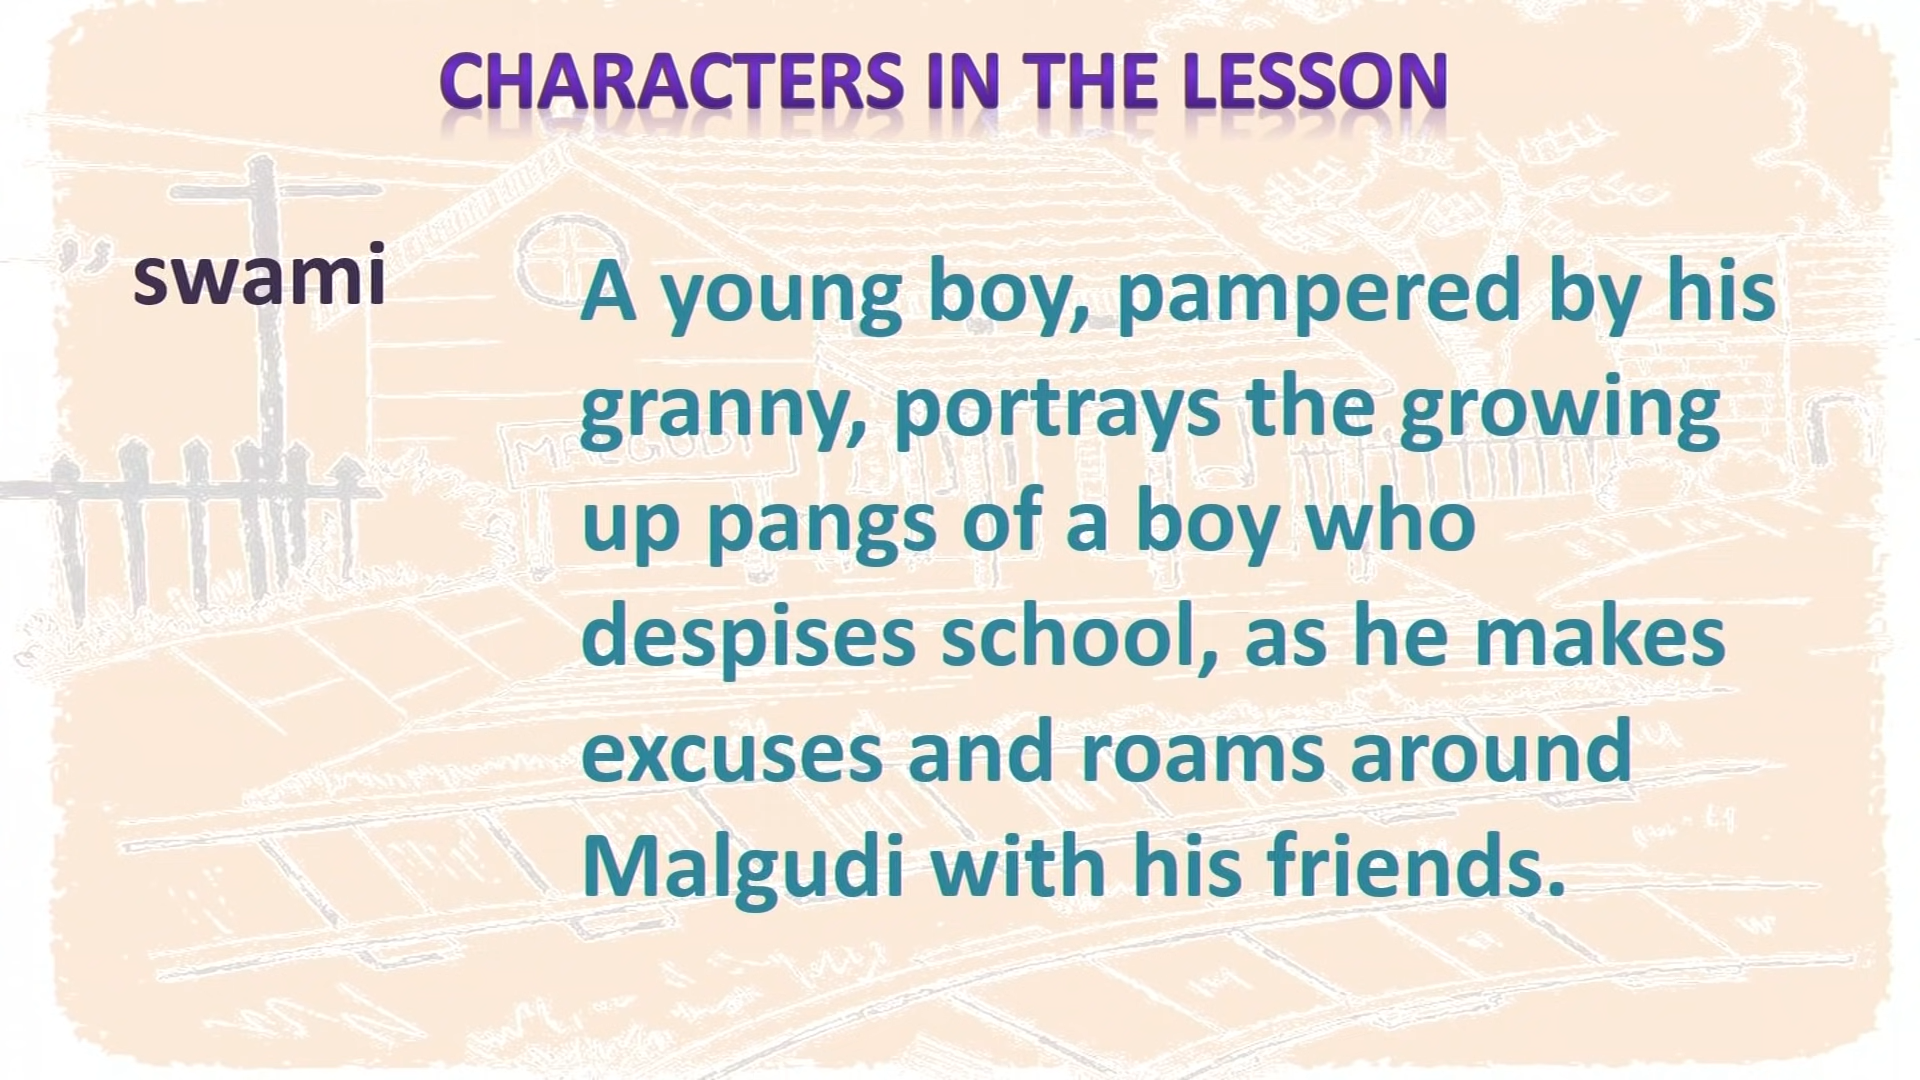 CHARACTERS IN THE LESSON
swami
A young boy, pampered by his
granny, portrays the growing
up pangs of a boy who
despises school, as he makes
excuses and roams around
Malgudi with his friends.
MALGUDI